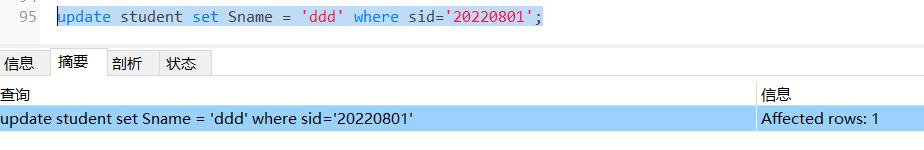 95 update student set Sname = 'ddd' where sid='20220801';
信息 摘要 剖析 状态
查询 信息
update student set Sname = 'ddd' where sid='20220801' Affected rows: 1